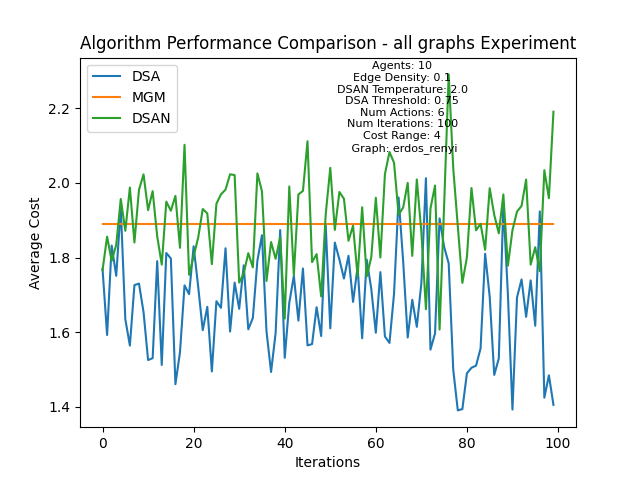 Algorithm Performance Comparison - all graphs Experiment
DSA
MGM
DSAN
Agents: 10
Edge Density: 0.1
DSAN Temperature: 2.0
DSA Threshold: 0.75
Num Actions: 6
Num Iterations: 100
Cost Range: 4
Graph: erdos_renyi
Average Cost
2.2
2.0
1.8
1.6
1.4
0 20 40 60 80 100
Iterations